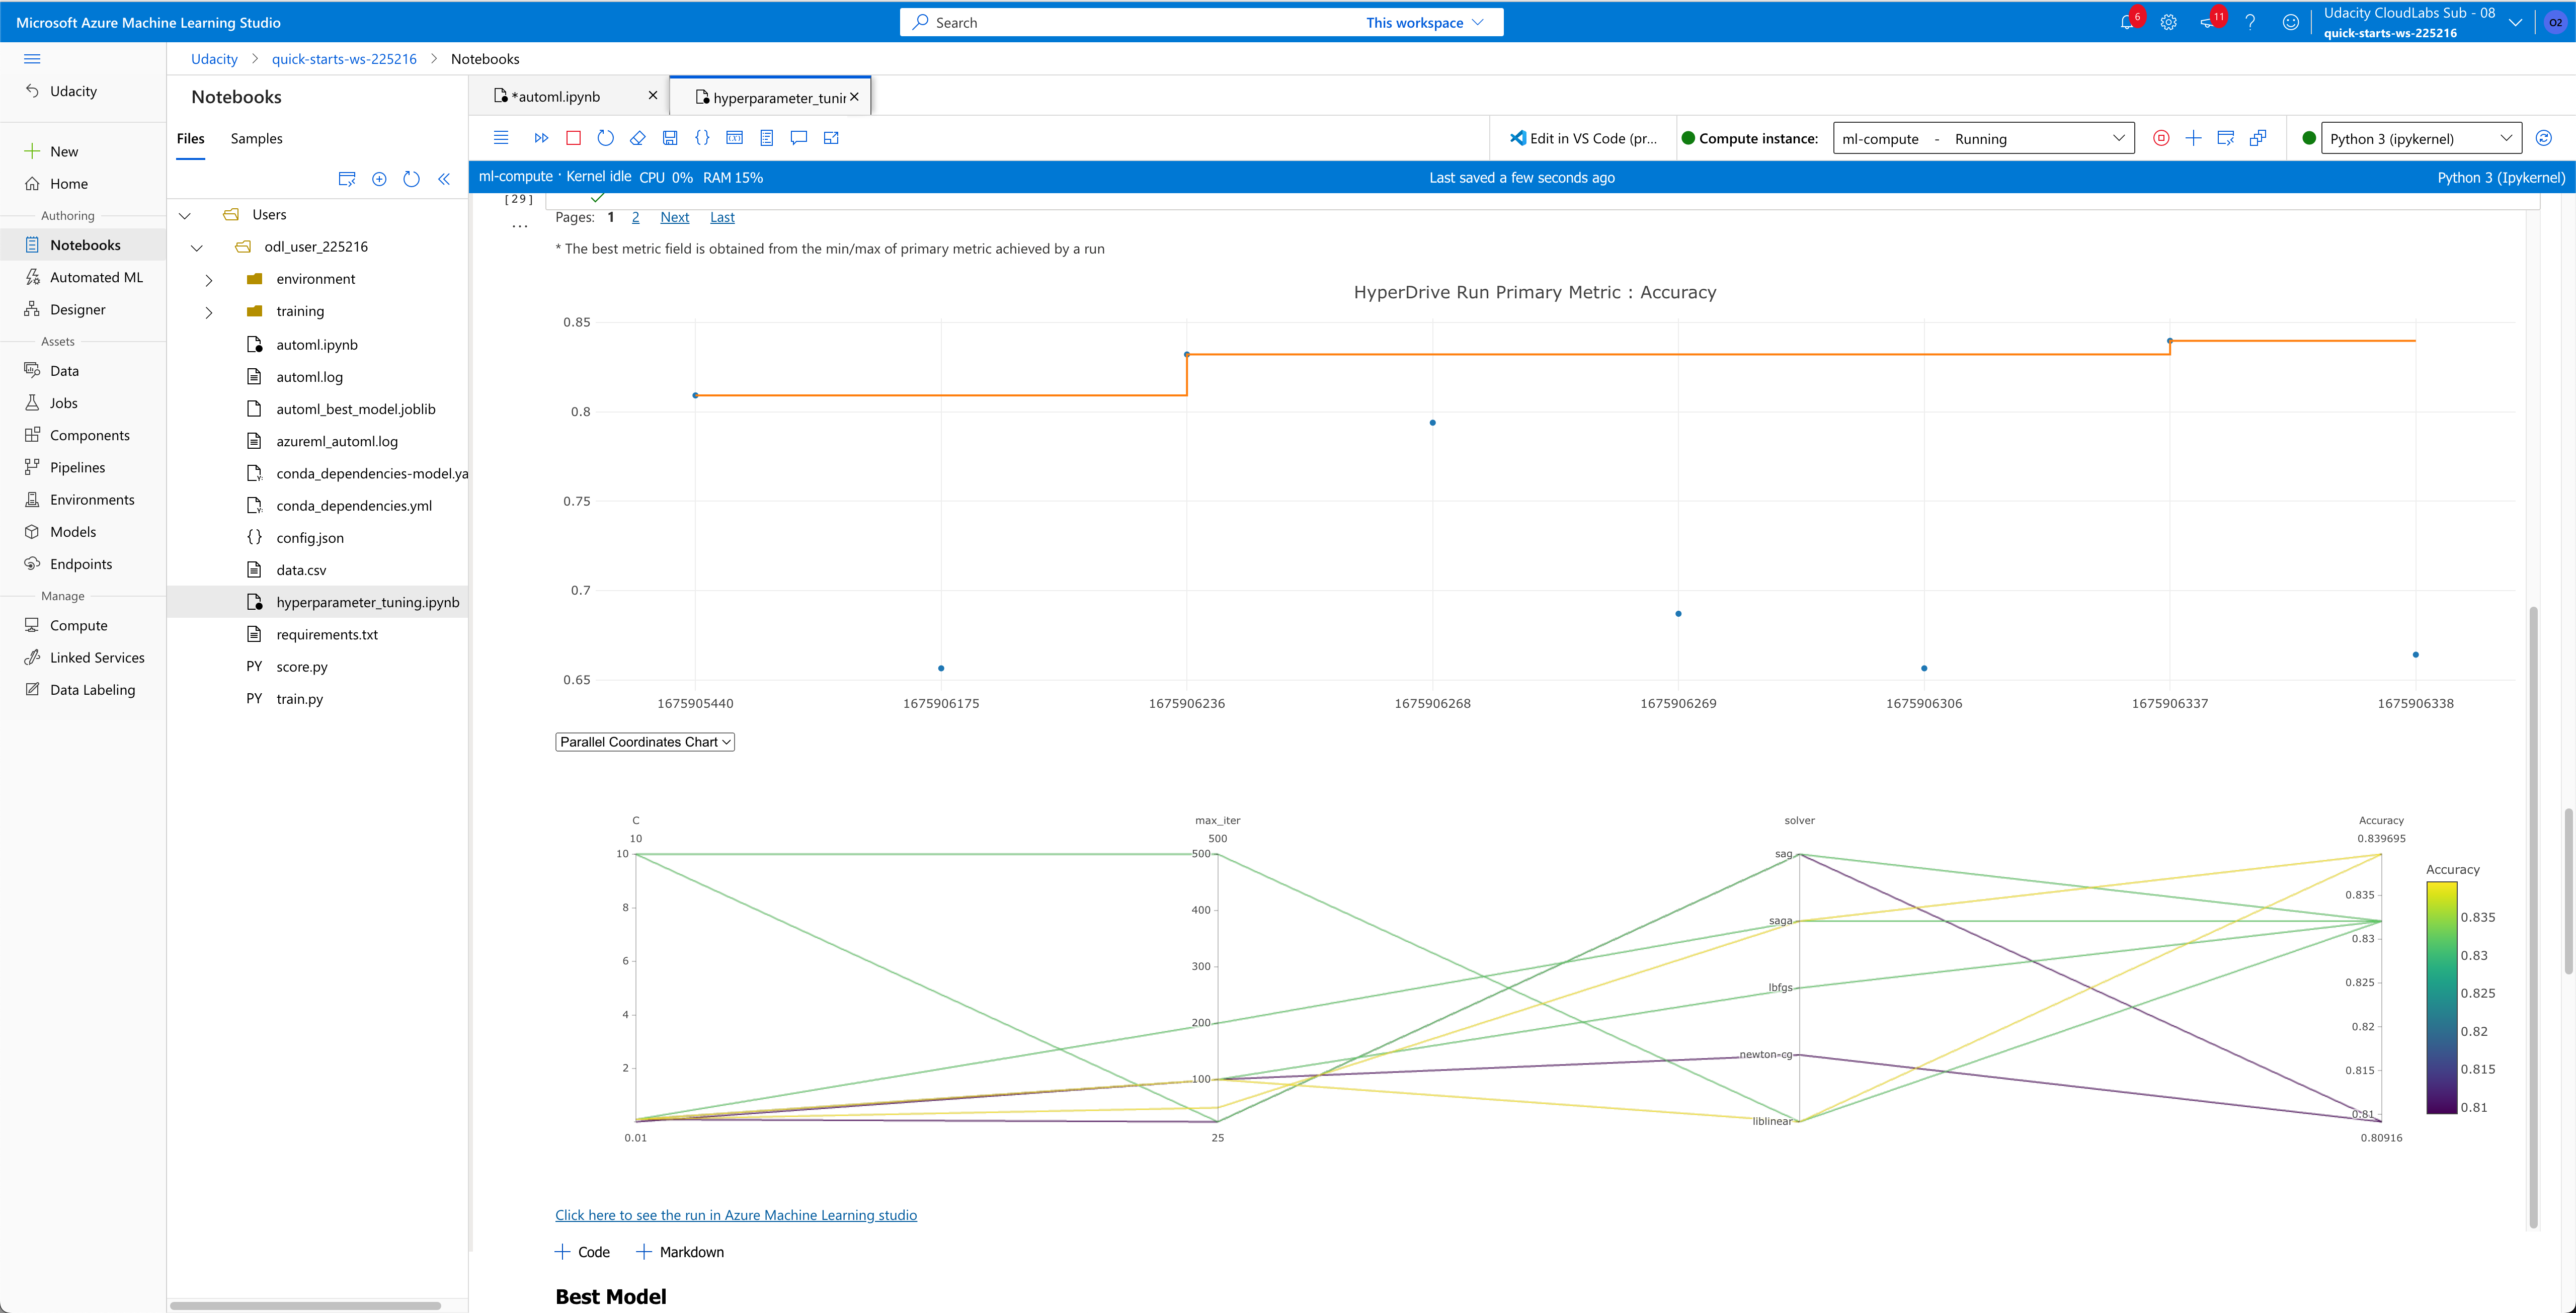 Microsoft Azure Machine Learning Studio
Search
This workspace
6
11
Udacity CloudLabs Sub - 08
quick-starts-ws-225216
O2
Udacity > quick-starts-ws-225216 > Notebooks
Udacity
New
Home
Authoring
Notebooks
Automated ML
Designer
Assets
Data
Jobs
Components
Pipelines
Environments
Models
Endpoints
Manage
Compute
Linked Services
Data Labeling
Notebooks
Files
Samples
Users
odl_user_225216
environment
training
automl.ipynb
automl.log
automl_best_model.joblib
azureml_automl.log
conda_dependencies-model.ya
conda_dependencies.yml
config.json
data.csv
hyperparameter_tuning.ipynb
requirements.txt
PY score.py
PY train.py
*automl.ipynb
hyperparameter_tunir
Edit in VS Code (pr...
Compute instance:
ml-compute - Running
Python 3 (ipykernel)
ml-compute · Kernel idle CPU 0% RAM 15%
Last saved a few seconds ago
Python 3 (Ipykernel)
[29]
Pages: 1 2 Next Last
...
* The best metric field is obtained from the min/max of primary metric achieved by a run
HyperDrive Run Primary Metric : Accuracy
0.85
0.8
0.75
0.7
0.65
1675905440 1675906175 1675906236 1675906268 1675906269 1675906306 1675906337 1675906338
Parallel Coordinates Chart
C
10
10
8
6
4
2
0.01
max_iter
500
500
400
300
200
100
25
solver
sag
saga
lbfgs
newton-cg
liblinear
Accuracy
0.839695
0.835
0.83
0.825
0.82
0.815
0.81
0.80916
Accuracy
0.835
0.83
0.825
0.82
0.815
0.81
Click here to see the run in Azure Machine Learning studio
Code
Markdown
Best Model